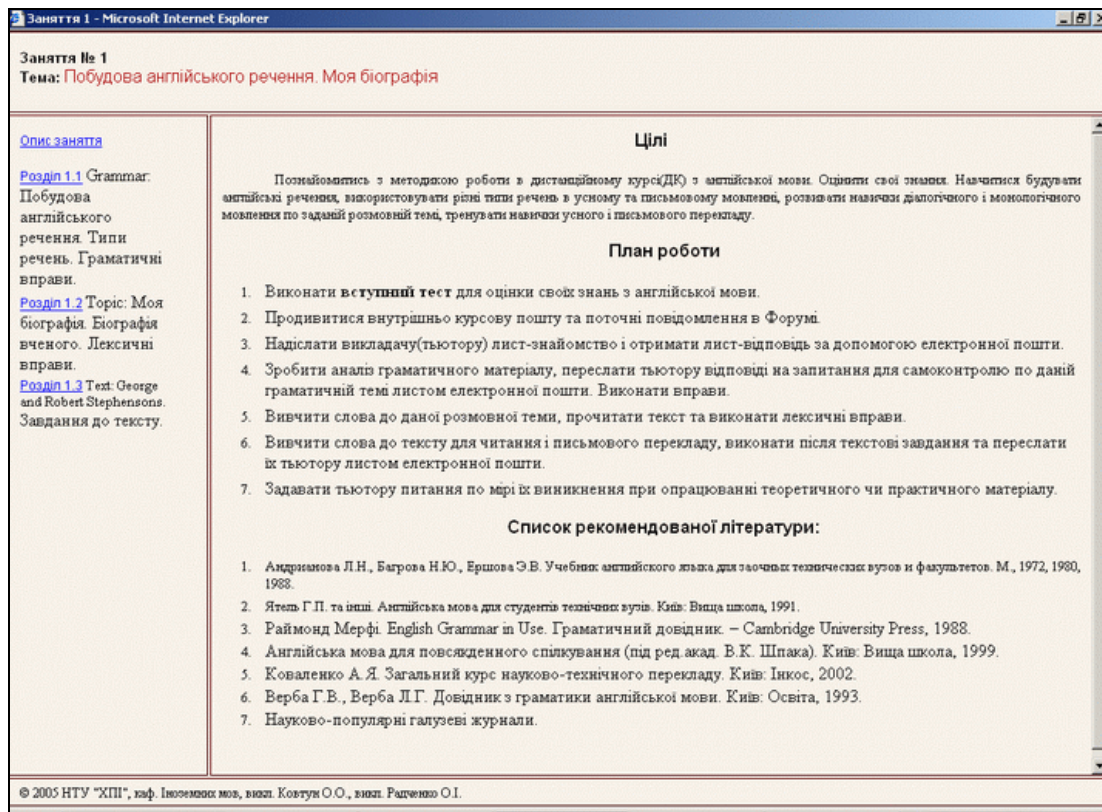 Заняття 1 - Microsoft Internet Explorer
Заняття № 1
Тема: Побудова англійського речення. Моя біографія
Опис заняття
Розділ 1.1 Grammar:
Побудова
англійського
речення. Типи
речень. Граматичні
вправи.
Розділ 1.2 Topic: Моя
біографія. Біографія
вченого. Лексичні
вправи.
Розділ 1.3 Text: George
and Robert Stephensons.
Завдання до тексту.
Цілі
Познайомитись з методикою роботи в дистанційному курсі(ДК) з англійської мови. Оцінити свої знання. Навчитися будувати
англійські речення, використовувати різні типи речень в усному та письмовому мовленні, розвивати навички діалогічного і монологічного
мовлення по заданій розмовній темі, тренувати навички усного і письмового перекладу.
План роботи
1. Виконати вступний тест для оцінки своїх знань з англійської мови.
2. Продивитися внутрішньо курсову пошту та поточні повідомлення в Форумі.
3. Надіслати викладачу(тьютору) лист-знайомство і отримати лист-відповідь за допомогою електронної пошти.
4. Зробити аналіз граматичного матеріалу, переслати тьютору відповіді на запитання для самоконтролю по даній
граматичній темі листом електронної пошти. Виконати вправи.
5. Вивчити слова до даної розмовної теми, прочитати текст та виконати лексичні вправи.
6. Вивчити слова до тексту для читання і письмового перекладу, виконати після текстові завдання та переслати
їх тьютору листом електронної пошти.
7. Задавати тьютору питання по мірі їх виникнення при опрацюванні теоретичного чи практичного матеріалу.
Список рекомендованої літератури:
1. Андрианова Л.Н., Багрова Н.Ю., Ершова Э.В. Учебник английского языка для заочных технических вузов и факультетов. М., 1972, 1980,
1988.
2. Ятель Г.П. та інші. Англійська мова для студентів технічних вузів. Київ: Вища школа, 1991.
3. Раймонд Мерфі. English Grammar in Use. Граматичний довідник. – Cambridge University Press, 1988.
4. Англійська мова для повсякденного спілкування (під ред.акад. В.К. Шпака). Київ: Вища школа, 1999.
5. Коваленко А.Я. Загальний курс науково-технічного перекладу. Київ: Інкос, 2002.
6. Верба Г.В., Верба Л.Г. Довідник з граматики англійської мови. Київ: Освіта, 1993.
7. Науково-популярні галузеві журнали.
© 2005 НТУ "ХПІ", каф. Іноземних мов, викл. Ковтун О.О., викл. Радченко О.І.